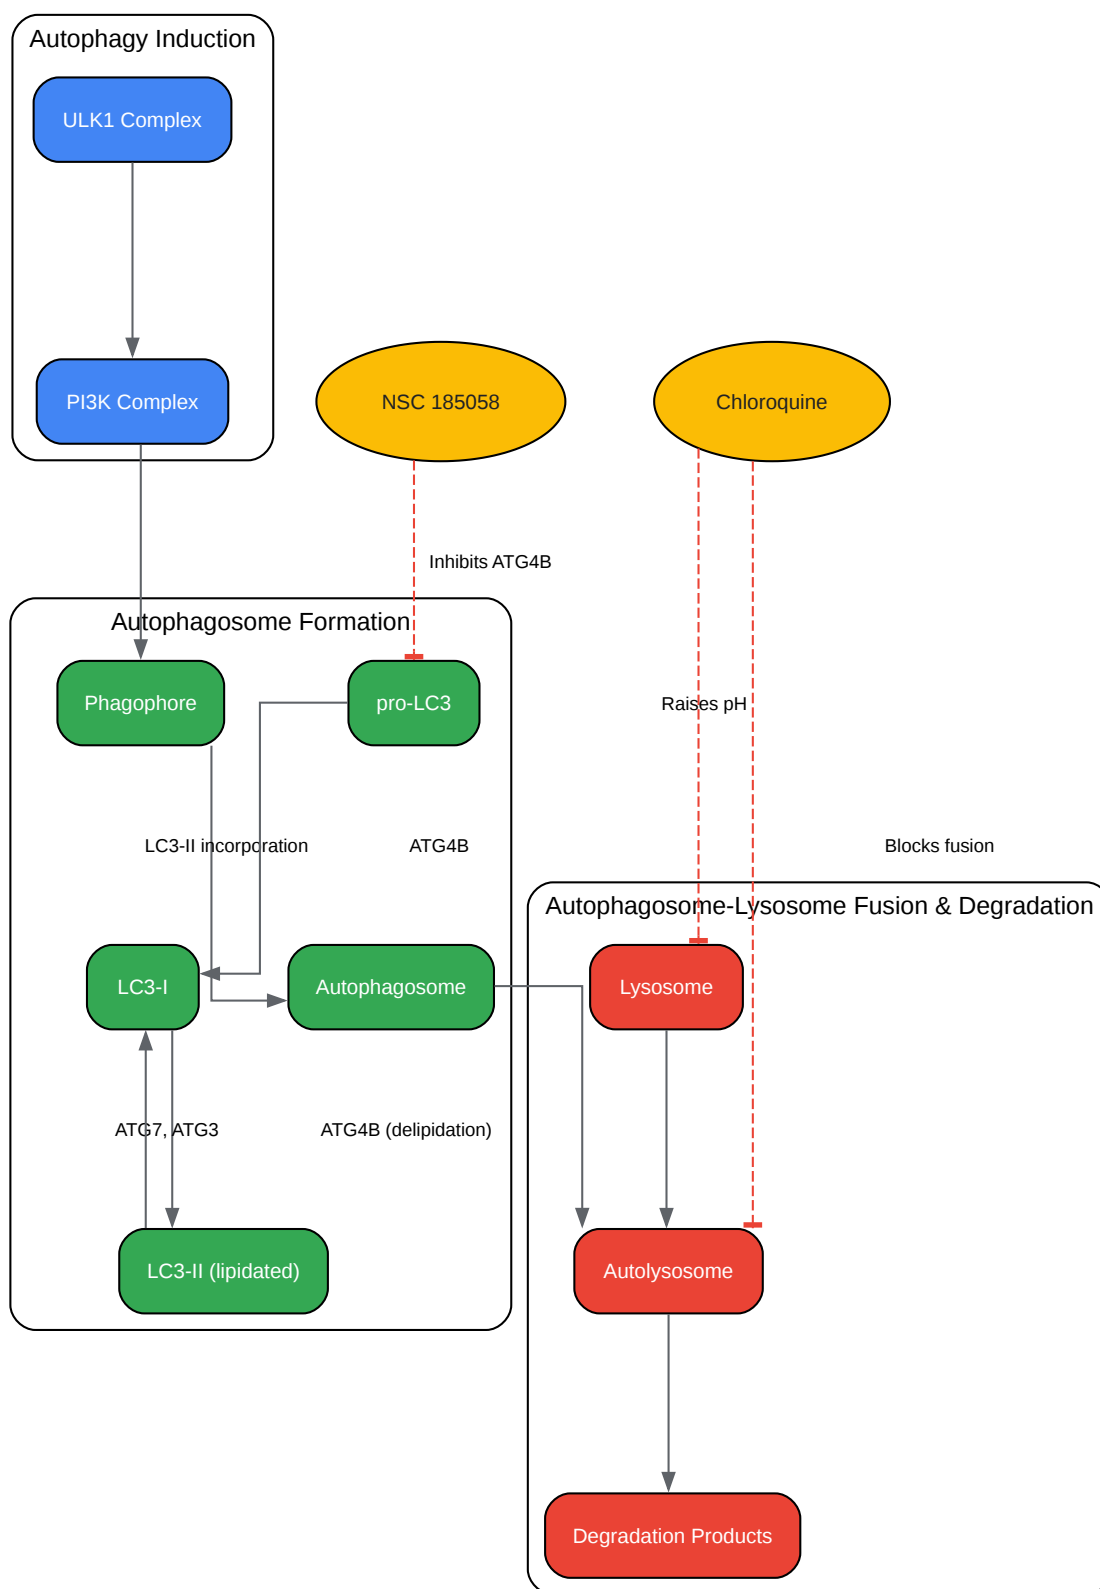 Autophagy Induction
ULK1 Complex
PI3K Complex
NSC 185058
Chloroquine
Inhibits ATG4B
Autophagosome Formation
Phagophore
pro-LC3
Raises pH
LC3-II incorporation
ATG4B
Blocks fusion
Autophagosome-Lysosome Fusion & Degradation
LC3-I
Autophagosome
Lysosome
ATG7, ATG3
ATG4B (delipidation)
LC3-II (lipidated)
Autolysosome
Degradation Products